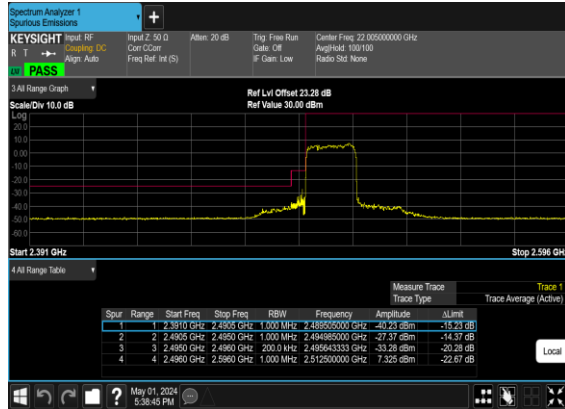 Spectrum Analyzer 1
Spurious Emissions
+
KEYSIGHT Input: RF Input Z: 50 Ω Atten: 20 dB Trig: Free Run Center Freq: 22.005000000 GHz
R T Coupling: DC Corr CCorr Gate: Off Avg|Hold: 100/100
Align: Auto Freq Ref: Int (S) IF Gain: Low Radio Std: None
PASS
3 All Range Graph
Ref Lvl Offset 23.28 dB
Scale/Div 10.0 dB Ref Value 30.00 dBm
Log
20.0
10.0
0.00
-10.0
-20.0
-30.0
-40.0
-50.0
-60.0
Start 2.391 GHz Stop 2.596 GHz
4 All Range Table
Measure Trace Trace 1
Trace Type Trace Average (Active)
Spur Range Start Freq Stop Freq RBW Frequency Amplitude ΔLimit
1 1 2.3910 GHz 2.4905 GHz 1.000 MHz 2.489505000 GHz -40.23 dBm -15.23 dB
2 2 2.4905 GHz 2.4950 GHz 1.000 MHz 2.494985000 GHz -27.37 dBm -14.37 dB
3 3 2.4950 GHz 2.4960 GHz 200.0 kHz 2.495643333 GHz -33.28 dBm -20.28 dB
4 4 2.4960 GHz 2.5960 GHz 1.000 MHz 2.512500000 GHz 7.325 dBm -22.67 dB
Local
? May 01, 2024
5:38:45 PM